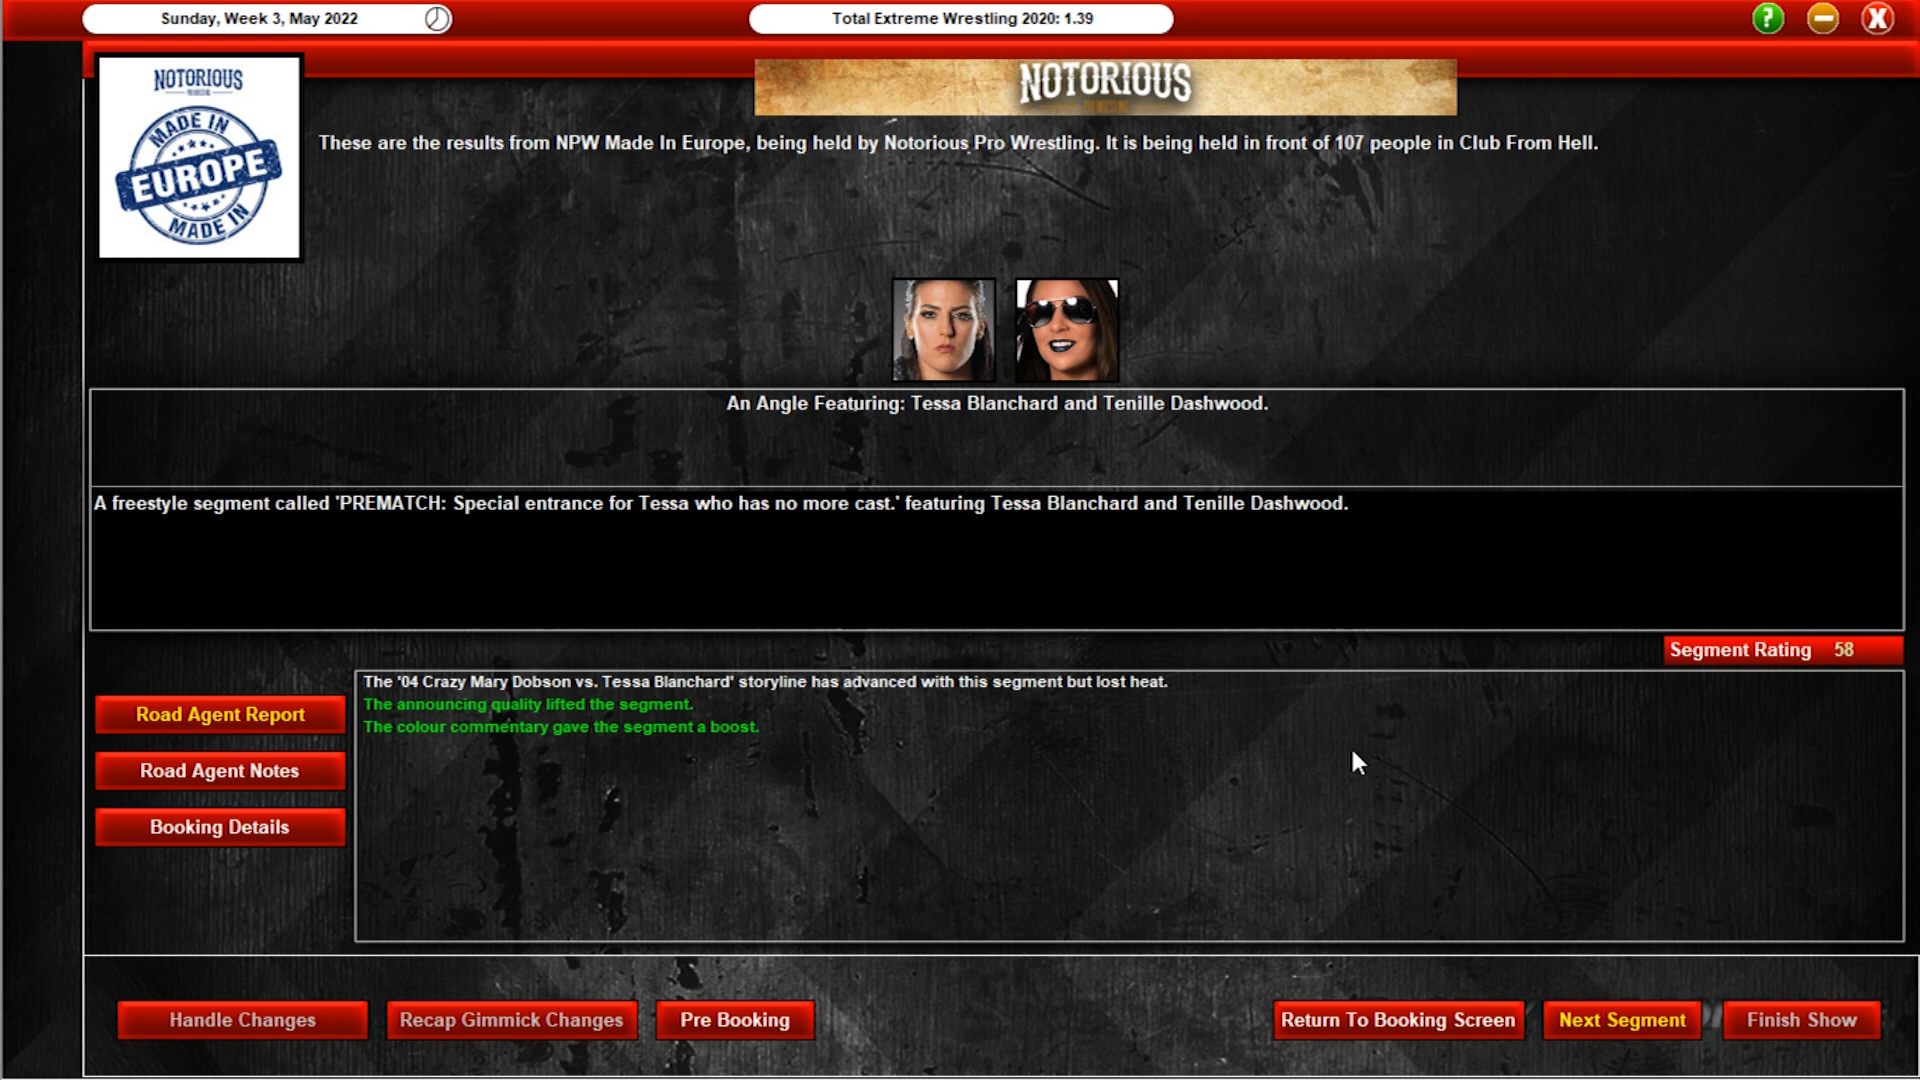 Sunday, Week 3, May 2022
Total Extreme Wrestling 2020: 1.39
NOTORIOUS
MADE IN
EUROPE
MADE IN
NOTORIOUS
These are the results from NPW Made In Europe, being held by Notorious Pro Wrestling. It is being held in front of 107 people in Club From Hell.
An Angle Featuring: Tessa Blanchard and Tenille Dashwood.
A freestyle segment called 'PREMATCH: Special entrance for Tessa who has no more cast.' featuring Tessa Blanchard and Tenille Dashwood.
Segment Rating 58
The '04 Crazy Mary Dobson vs. Tessa Blanchard' storyline has advanced with this segment but lost heat.
The announcing quality lifted the segment.
The colour commentary gave the segment a boost.
Road Agent Report
Road Agent Notes
Booking Details
Handle Changes
Recap Gimmick Changes
Pre Booking
Return To Booking Screen
Next Segment
Finish Show